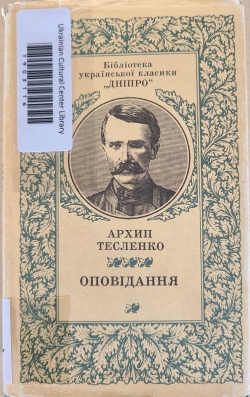 Ukrainian Cultural Center Library
Бібліотека
української класики
„ДНІПРО"
АРХИП
ТЕСЛЕНКО
ОПОВІДАННЯ